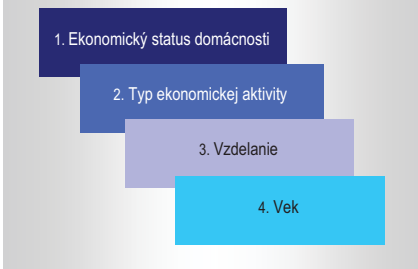 1. Ekonomický status domácnosti
2. Typ ekonomickej aktivity
3. Vzdelanie
4. Vek